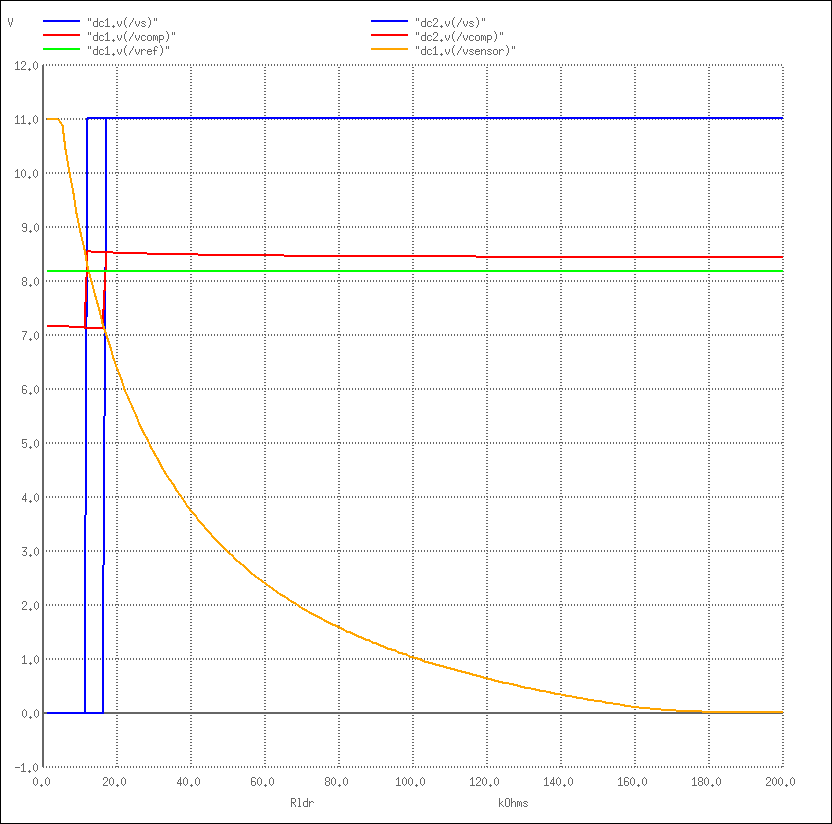 V
"dc1.v(/vs)" "dc2.v(/vs)"
"dc1.v(/vcomp)" "dc2.v(/vcomp)"
"dc1.v(/vref)" "dc1.v(/vsensor)"
12.0
11.0
10.0
9.0
8.0
7.0
6.0
5.0
4.0
3.0
2.0
1.0
0.0
-1.0
0.0 20.0 40.0 60.0 80.0 100.0 120.0 140.0 160.0 180.0 200.0
Rldr kOhms